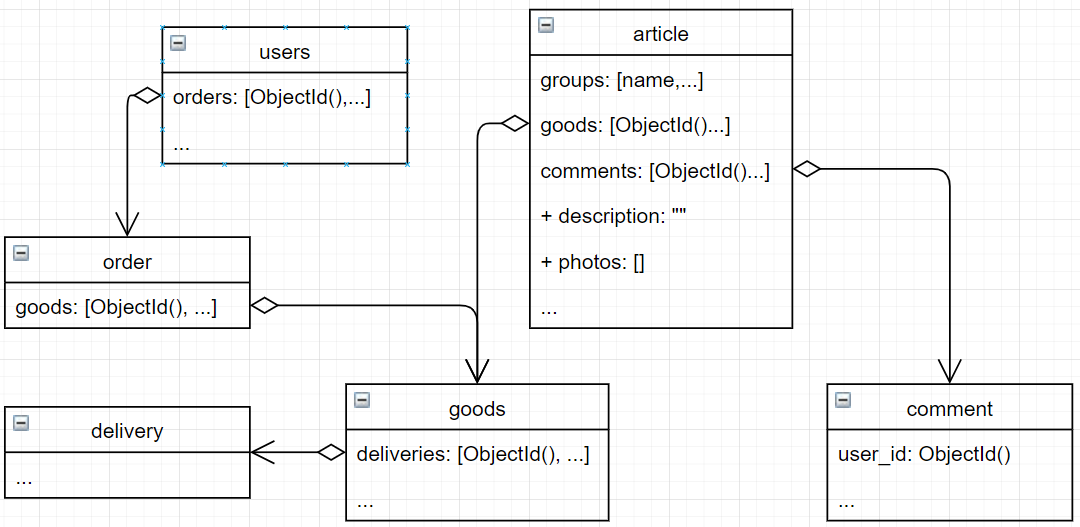 users
orders: [ObjectId(),...]
...
article
groups: [name,...]
goods: [ObjectId()...]
comments: [ObjectId()...]
+ description: ""
+ photos: []
...
order
goods: [ObjectId(), ...]
delivery
...
goods
deliveries: [ObjectId(), ...]
...
comment
user_id: ObjectId()
...